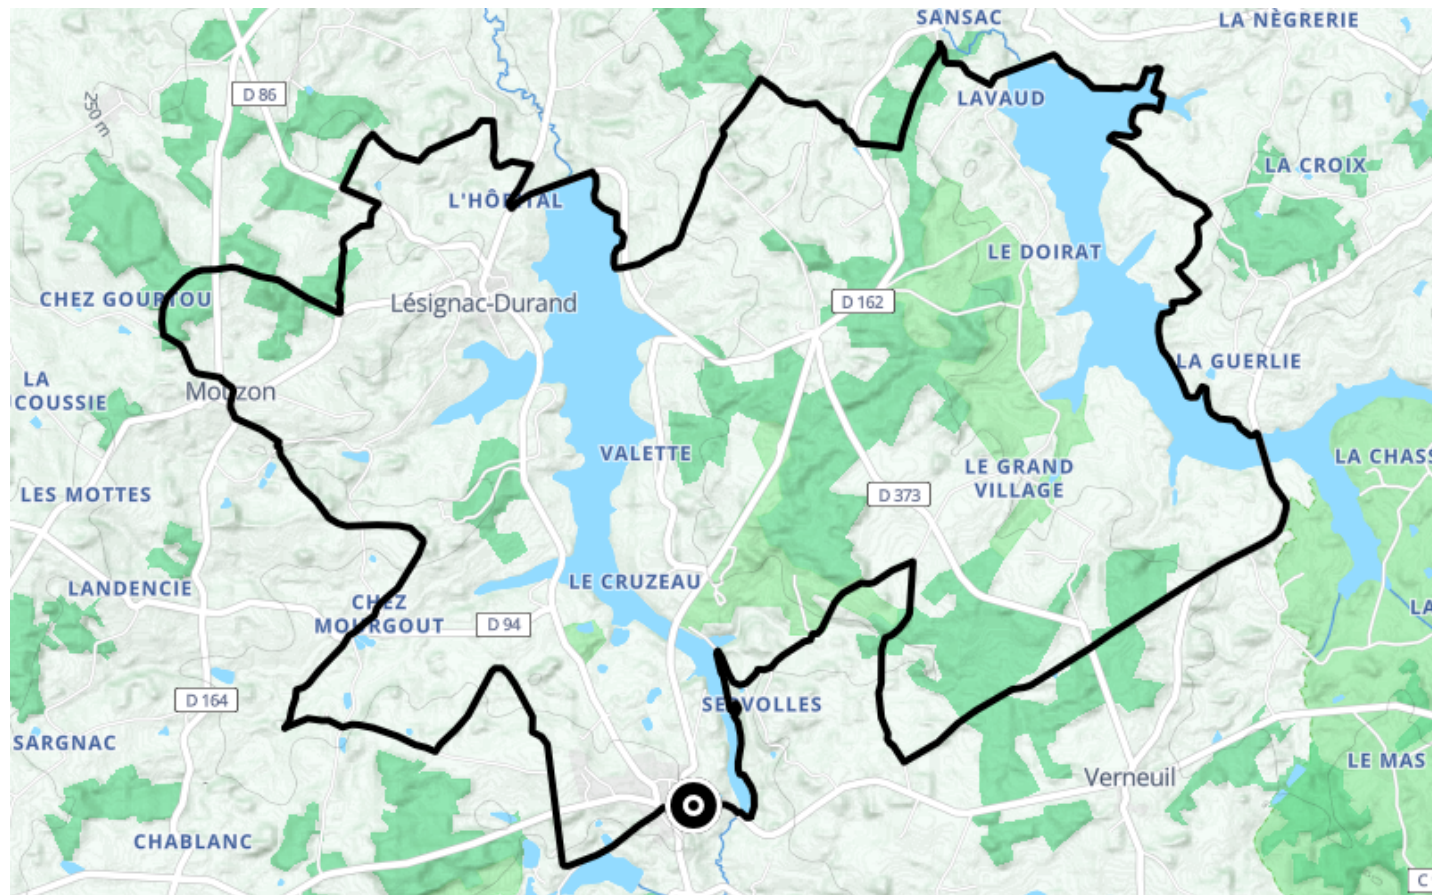 SANSAC
LA NÈGRERIE
D 86
LAVAUD
250 m
LA CROIX
L'HÔPITAL
LE DOIRAT
CHEZ GOURTOU
Lésignac-Durand
D 162
LA GUERLIE
LA
COUSSIE
Mouzon
VALETTE
LA CHASS
LE GRAND
VILLAGE
LES MOTTES
D 373
LE CRUZEAU
LANDENCIE
CHEZ
MOURGOUT
LA
D 94
D 164
SERVOLLES
SARGNAC
LE MAS
Verneuil
CHABLANC
C